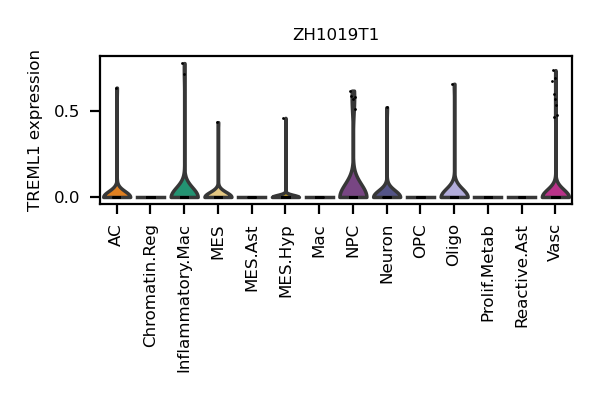 ZH1019T1
TREML1 expression
0.5
0.0
AC
Chromatin.Reg
Inflammatory.Mac
MES
MES.Ast
MES.Hyp
Mac
NPC
Neuron
OPC
Oligo
Prolif.Metab
Reactive.Ast
Vasc